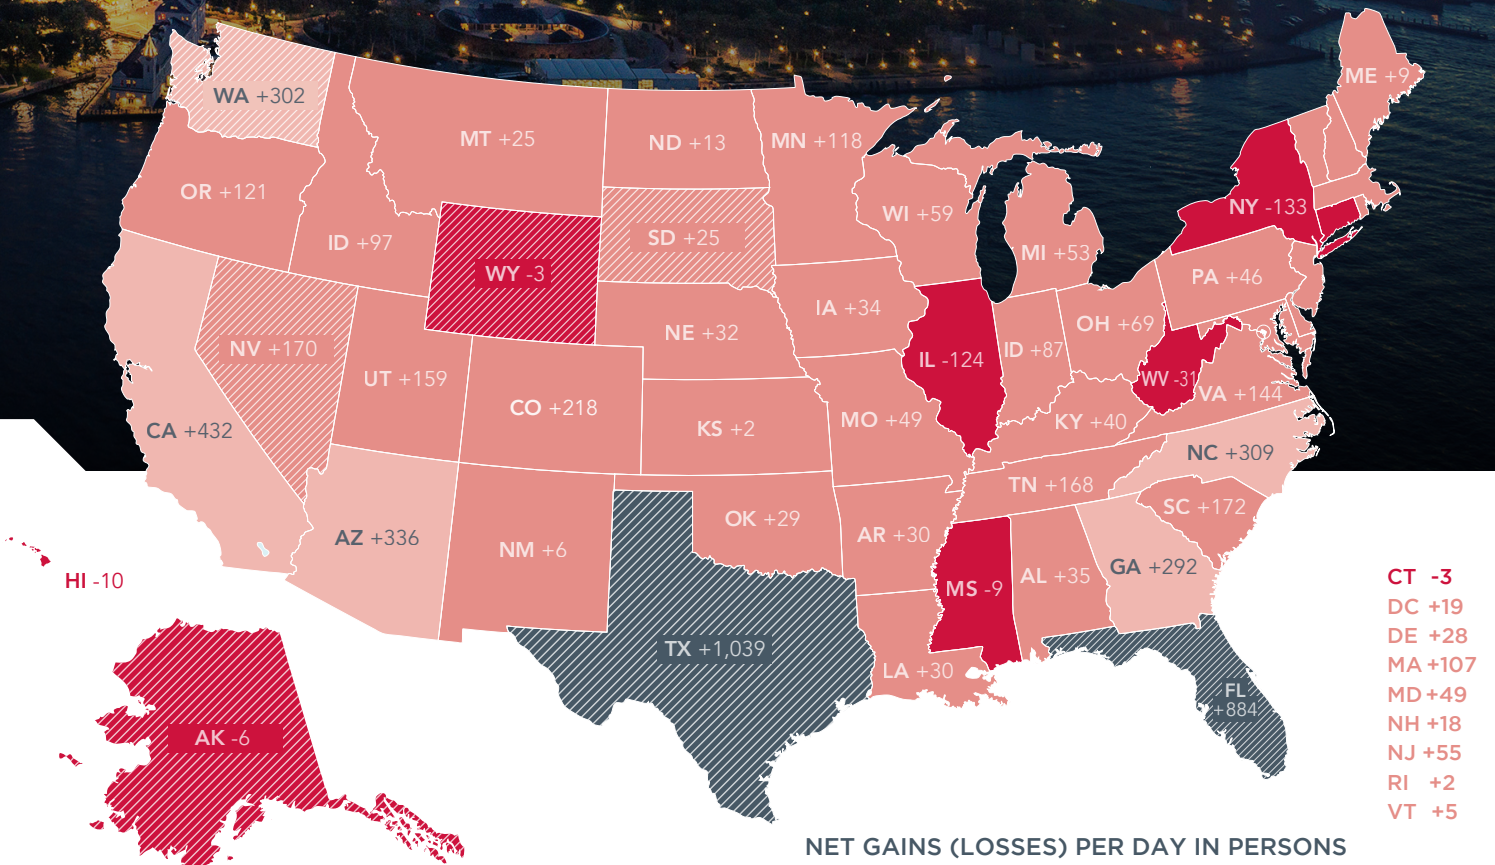 ME +9
WA +302
MT +25
ND +13
MN +118
OR +121
ID +97
SD +25
WI +59
NY -133
WY -3
MI +53
PA +46
NE +32
IA +34
OH +69
NV +170
UT +159
IL -124
ID +87
WV -31
VA +144
CO +218
KS +2
MO +49
KY +40
CA +432
NC +309
TN +168
SC +172
AZ +336
NM +6
OK +29
AR +30
MS -9
AL +35
GA +292
HI -10
TX +1,039
LA +30
FL
+884
AK -6
CT -3
DC +19
DE +28
MA +107
MD +49
NH +18
NJ +55
RI +2
VT +5
NET GAINS (LOSSES) PER DAY IN PERSONS